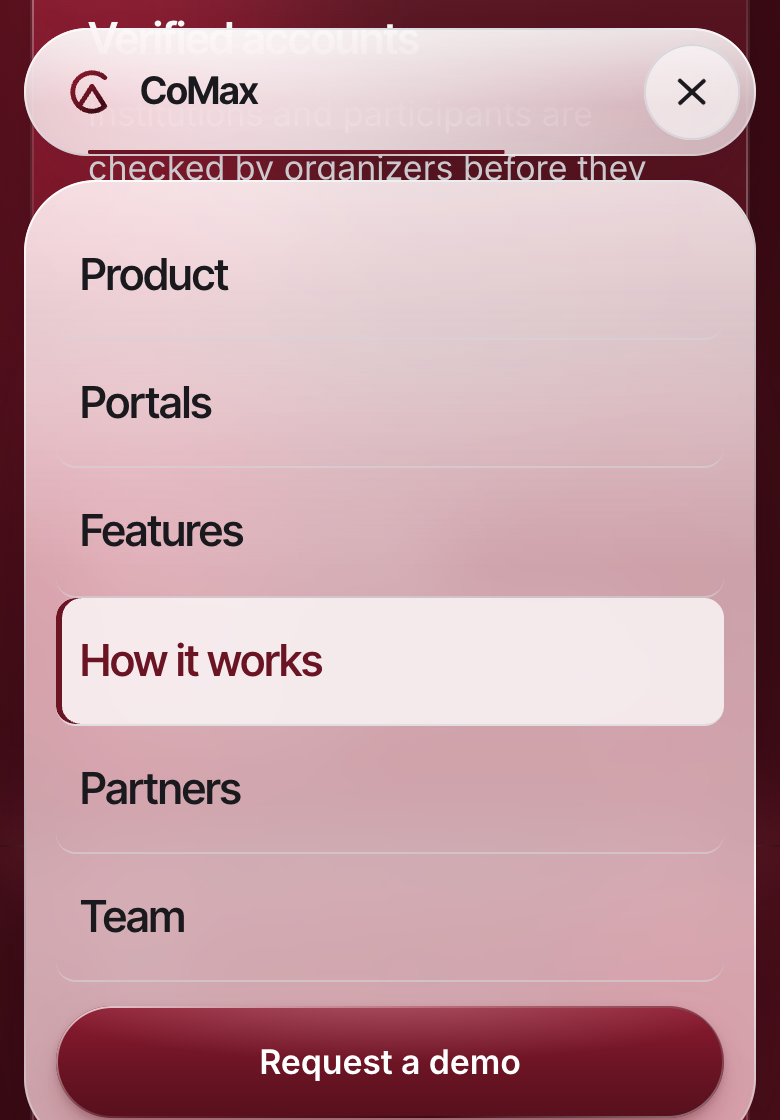 Verified accounts
CoMax
Institutions and participants are
checked by organizers before they
Product
Portals
Features
How it works
Partners
Team
Request a demo